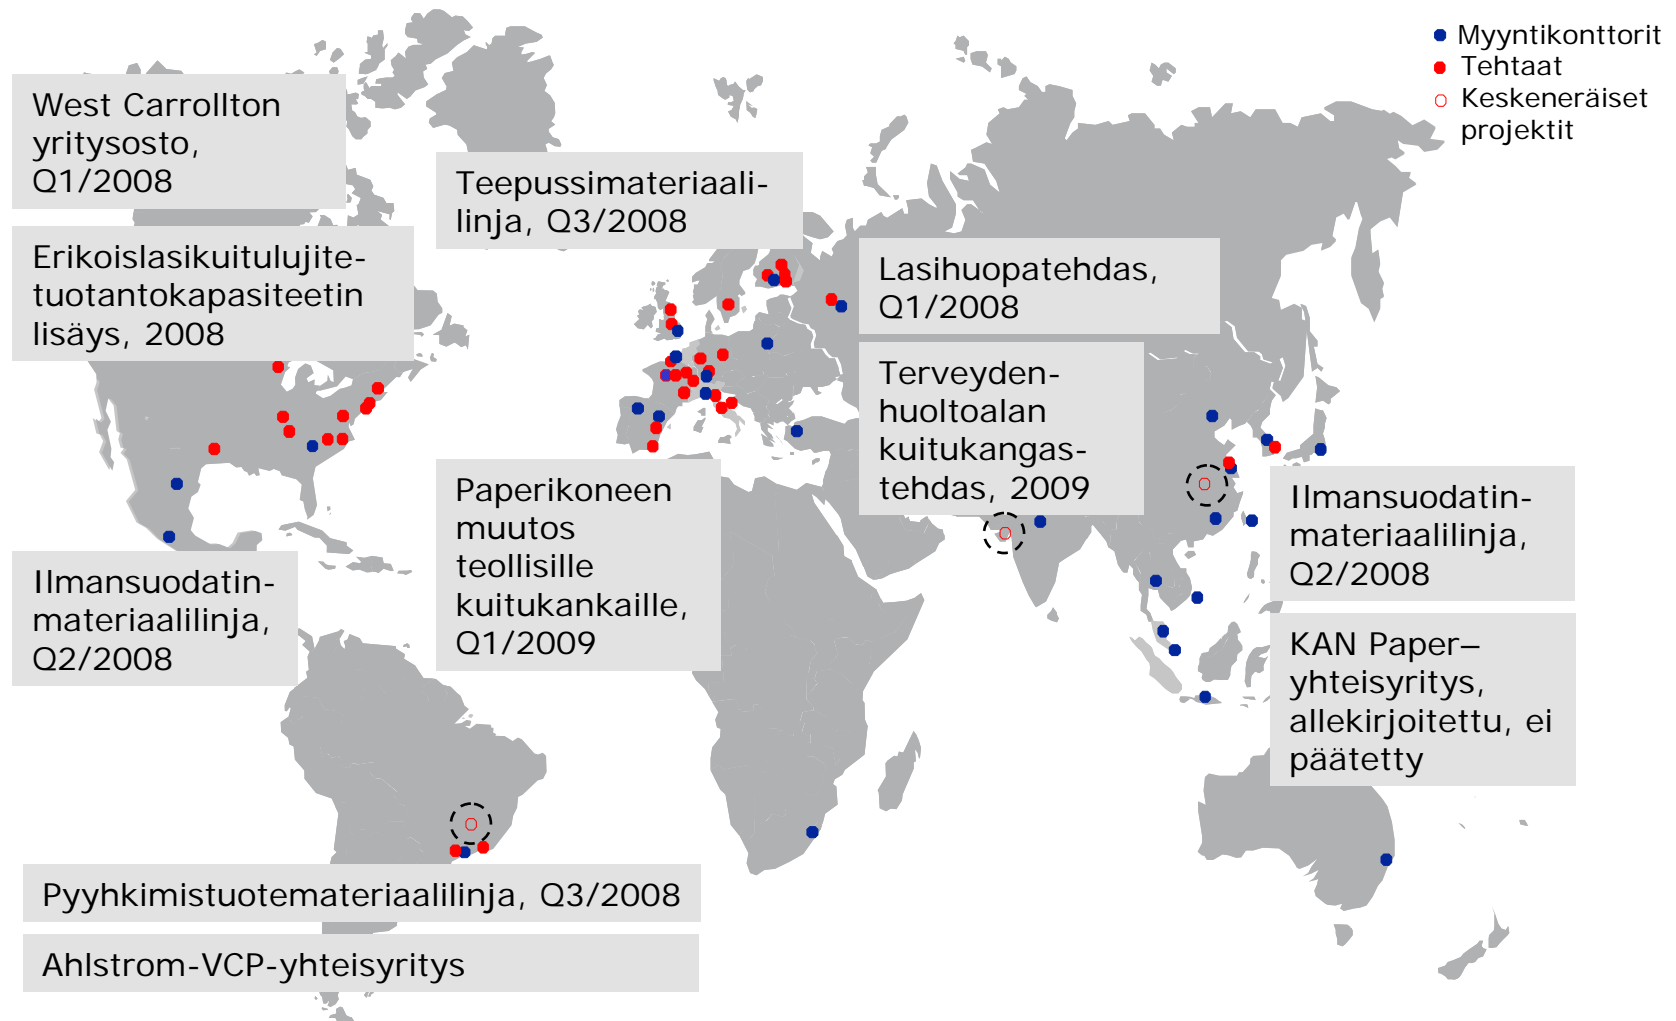 Myyntikonttorit
Tehtaat
Keskeneräiset
projektit
West Carrollton
yritysosto,
Q1/2008
Teepussimateriaali-
linja, Q3/2008
Erikoislasikuitulujite-
tuotantokapasiteetin
lisäys, 2008
Lasihuopatehdas,
Q1/2008
Terveyden-
huoltoalan
kuitukangas-
tehdas, 2009
Paperikoneen
muutos
teollisille
kuitukankaille,
Q1/2009
Ilmansuodatin-
materiaalilinja,
Q2/2008
Ilmansuodatin-
materiaalilinja,
Q2/2008
KAN Paper–
yhteisyritys,
allekirjoitettu, ei
päätetty
Pyyhkimistuotemateriaalilinja, Q3/2008
Ahlstrom-VCP-yhteisyritys